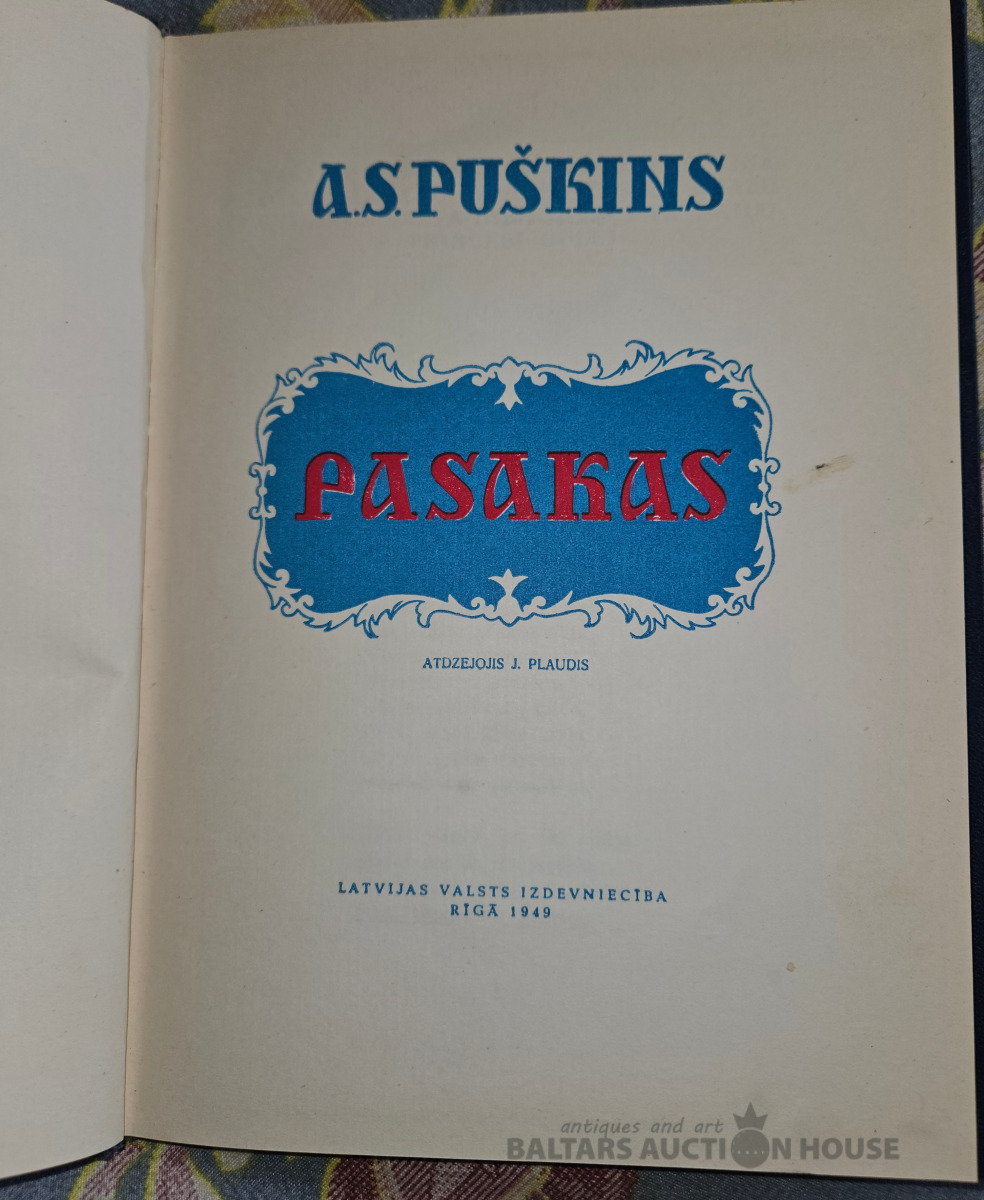 A.S. PUŠKINS
PASAKAS
ATDZEJOJIS J. PLAUDIS
LATVIJAS VALSTS IZDEVNIECĪBA
RĪGĀ 1949
antiques and art
BALTARS AUCTION HOUSE